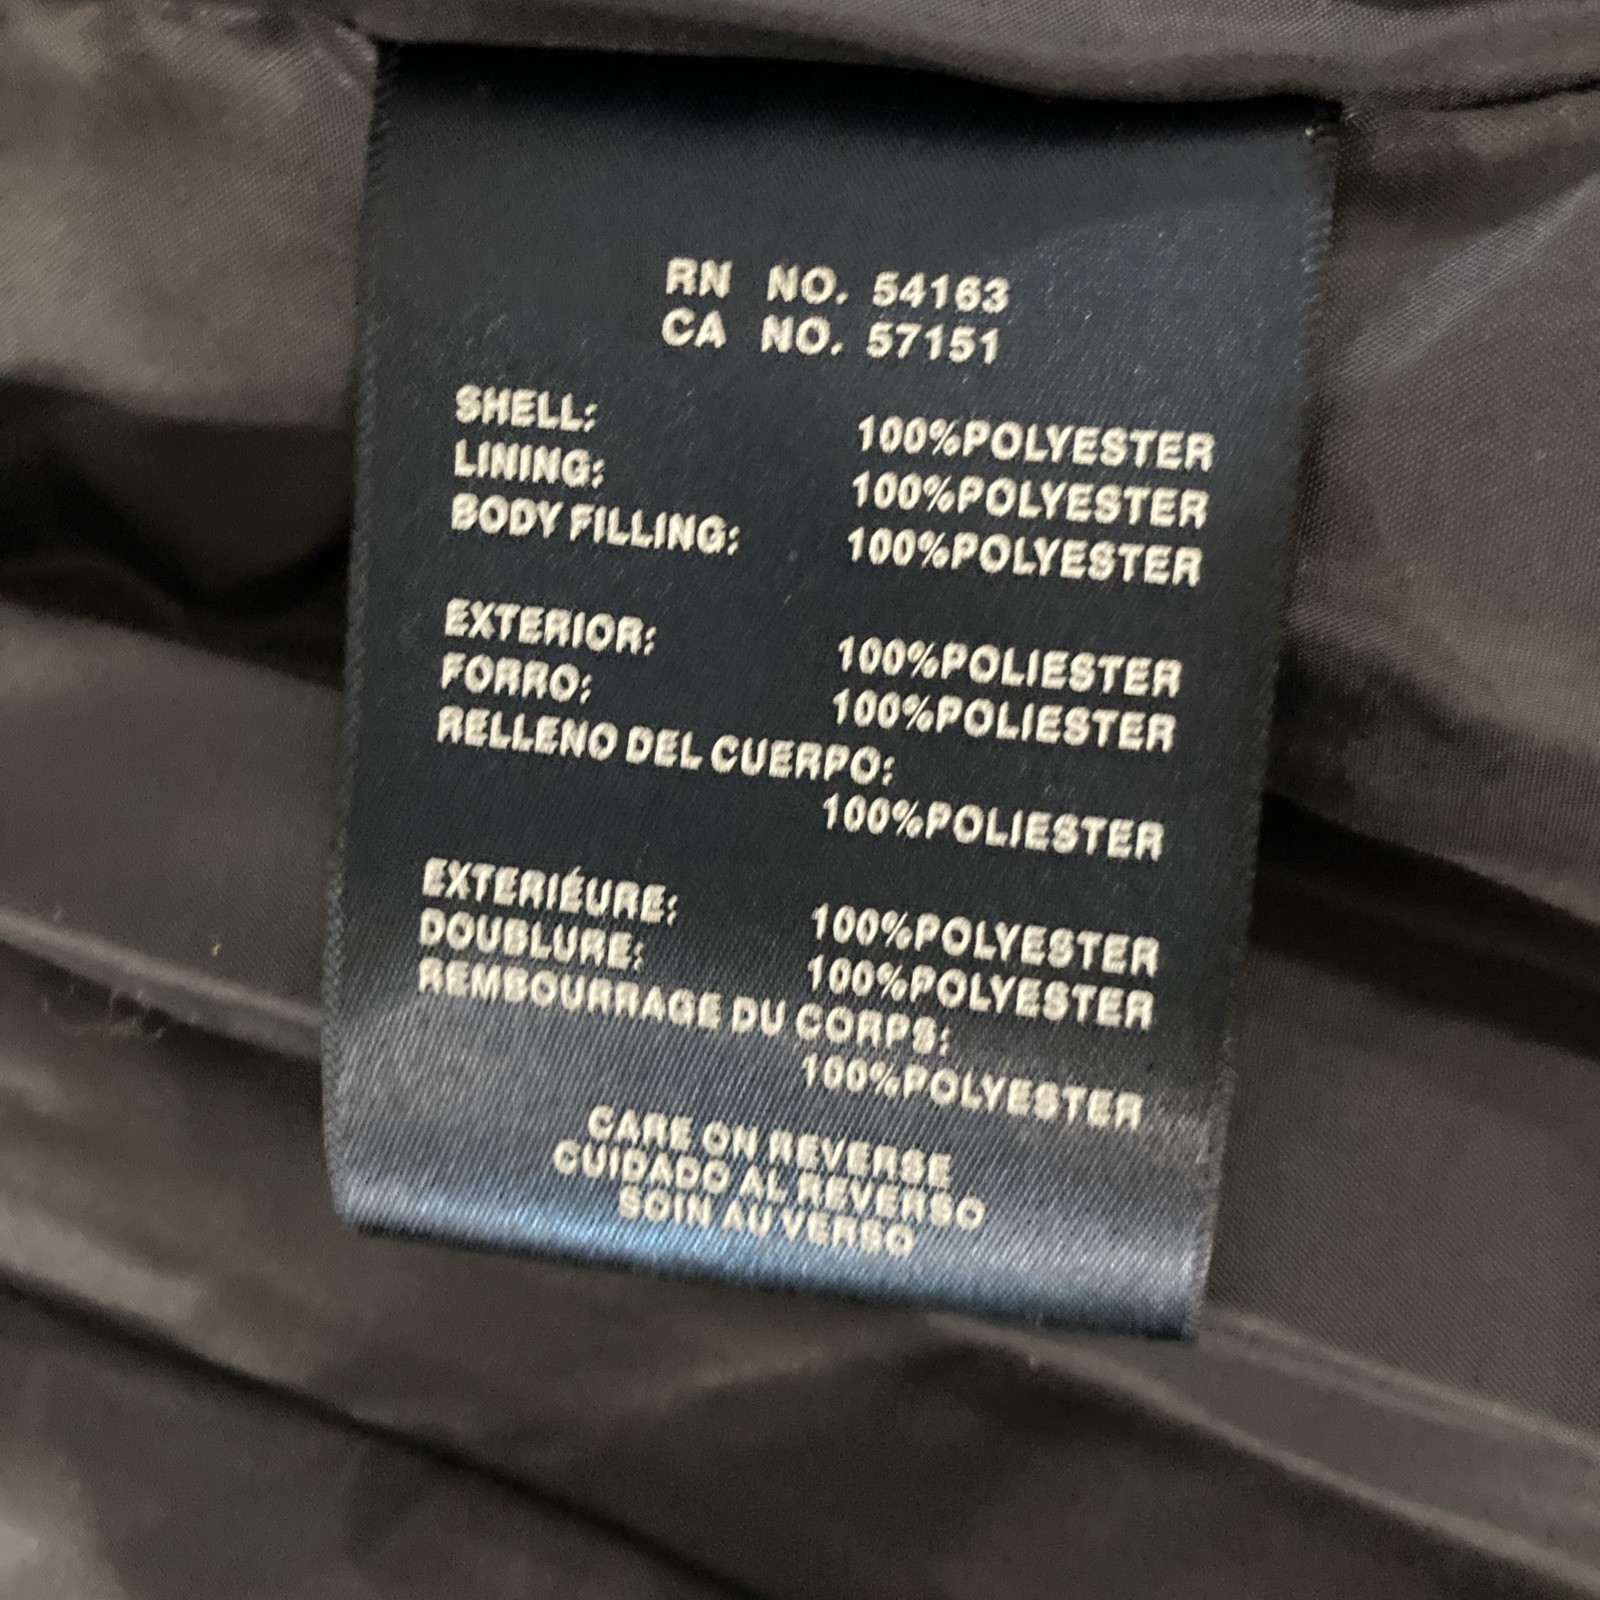 RN NO. 54163
CA NO. 57151
SHELL: 100%POLYESTER
LINING: 100%POLYESTER
BODY FILLING: 100%POLYESTER
EXTERIOR: 100%POLIESTER
FORRO: 100%POLIESTER
RELLENO DEL CUERPO:
100%POLIESTER
EXTERIÉURE: 100%POLYESTER
DOUBLURE: 100%POLYESTER
REMBOURRAGE DU CORPS:
100%POLYESTER
CARE ON REVERSE
CUIDADO AL REVERSO
SOIN AU VERSO